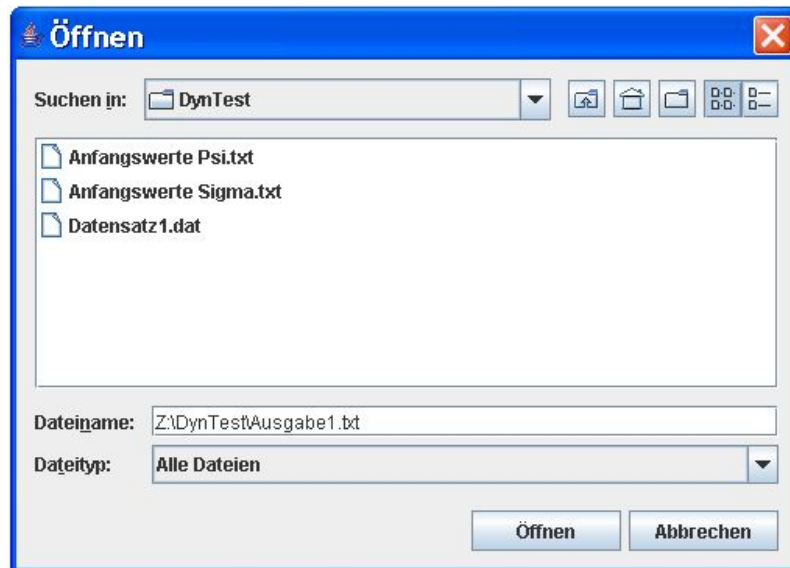 Öffnen
Suchen in: DynTest
Anfangswerte Psi.txt
Anfangswerte Sigma.txt
Datensatz1.dat
Dateiname: Z:\DynTest\Ausgabe1.txt
Dateityp: Alle Dateien
Öffnen Abbrechen